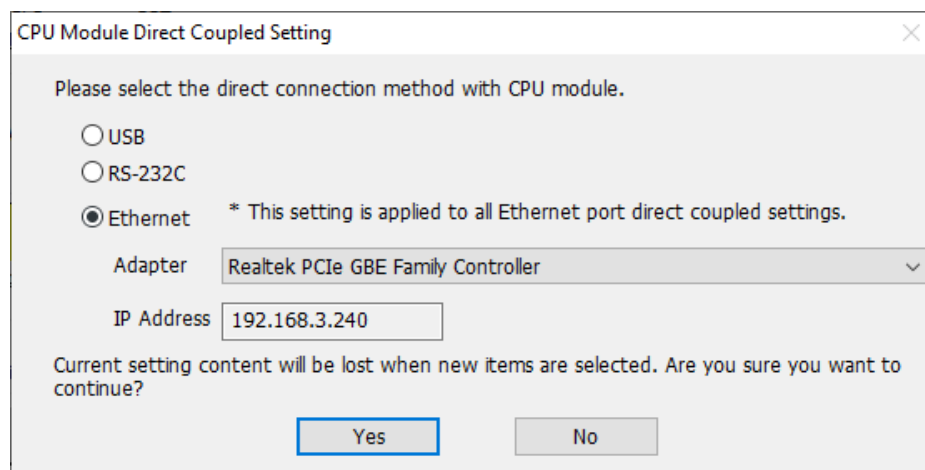 CPU Module Direct Coupled Setting
Please select the direct connection method with CPU module.
USB
RS-232C
Ethernet * This setting is applied to all Ethernet port direct coupled settings.
Adapter Realtek PCIe GBE Family Controller
IP Address 192.168.3.240
Current setting content will be lost when new items are selected. Are you sure you want to
continue?
Yes No